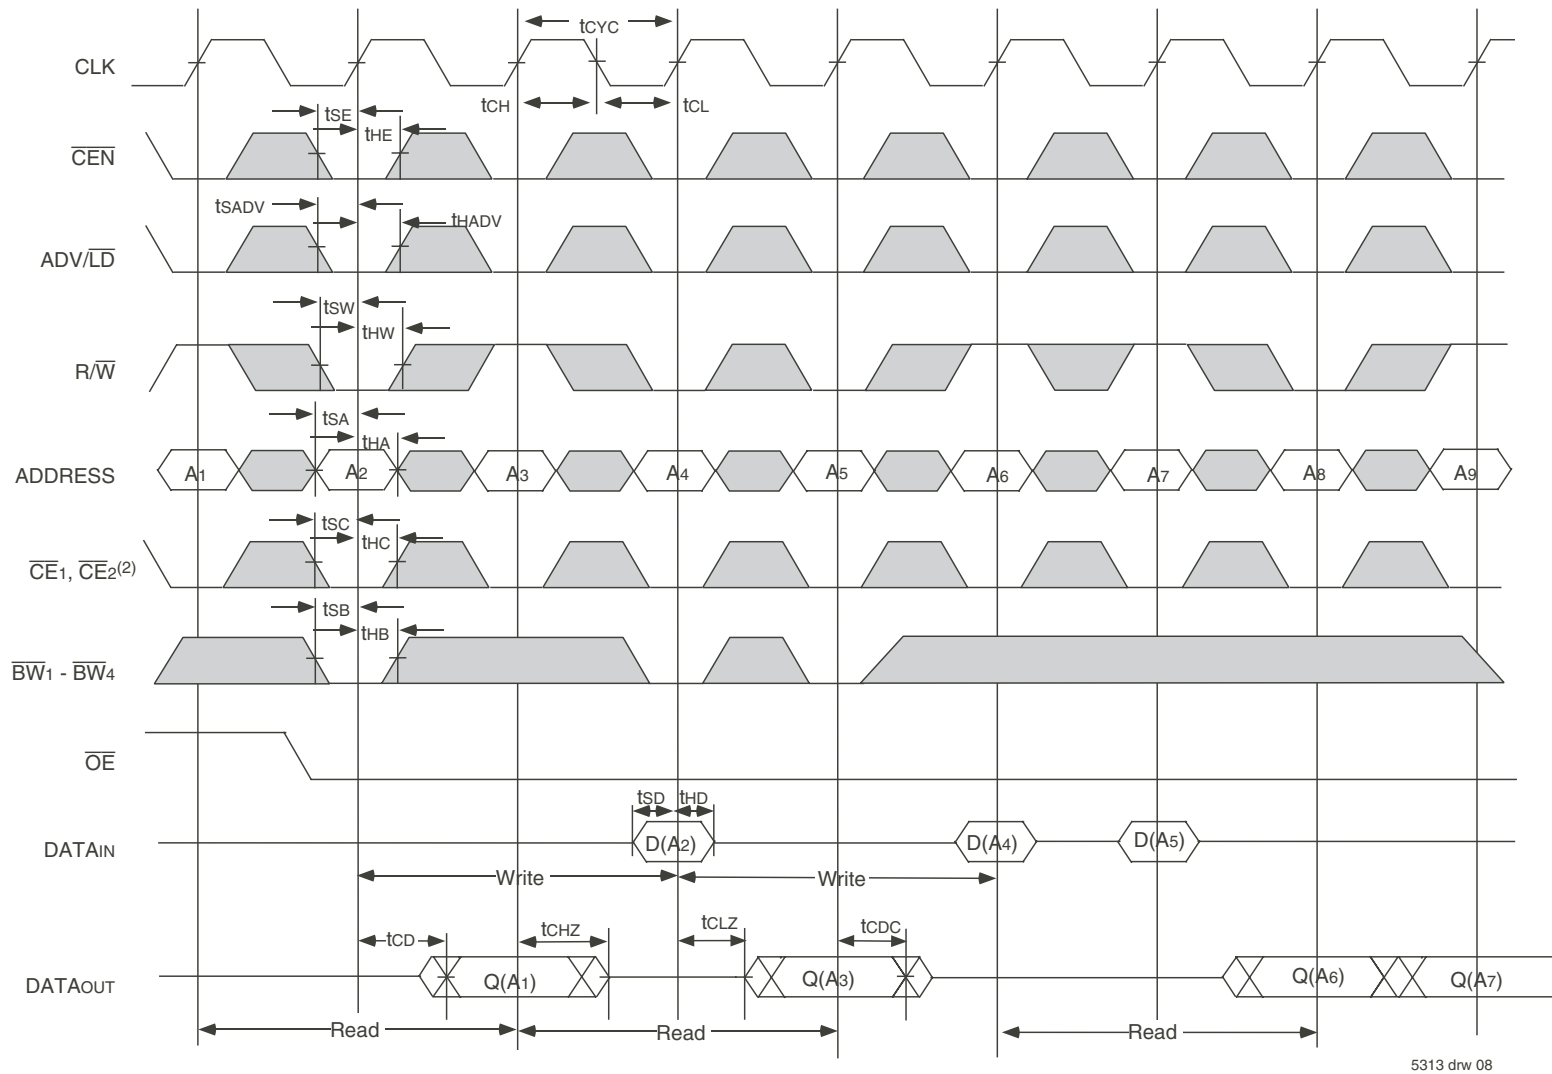 tCYC
CLK
tCH
tCL
tSE
tHE
CEN
tSADV
tHADV
ADV/LD
tSW
tHW
R/W
tSA
tHA
ADDRESS
A1
A2
A3
A4
A5
A6
A7
A8
A9
tSC
tHC
CE1, CE2(2)
tSB
tHB
BW1 - BW4
OE
tSD
tHD
DATAIN
D(A2)
D(A4)
D(A5)
Write
Write
tCD
tCHZ
tCLZ
tCDC
DATAOUT
Q(A1)
Q(A3)
Q(A6)
Q(A7)
Read
Read
Read
5313 drw 08